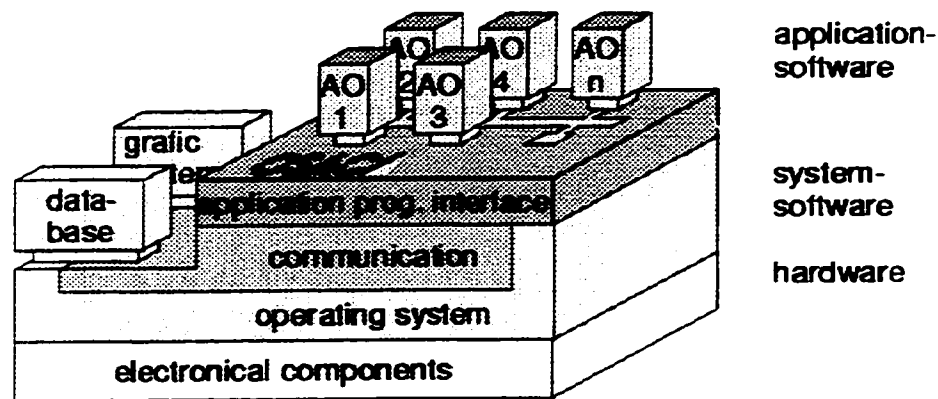 AO
2
AO
4
AO
n
AO
1
AO
3
application-
software
grafic
data-
base
application prog. interface
system-
software
communication
hardware
operating system
electronical components